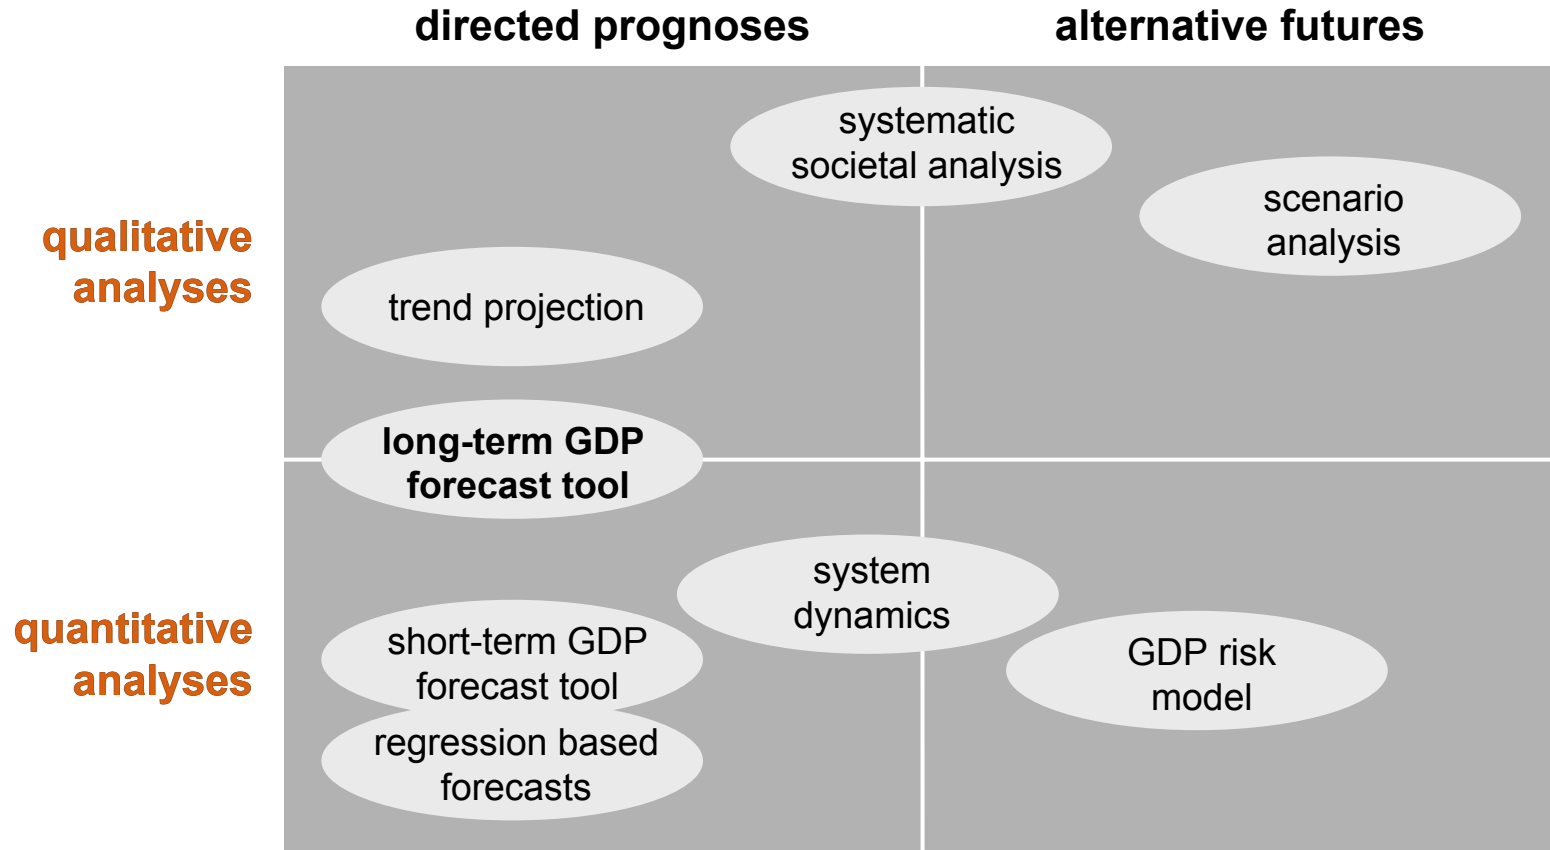 directed prognoses
alternative futures
systematic
societal analysis
scenario
analysis
qualitative
analyses
trend projection
long-term GDP
forecast tool
system
dynamics
quantitative
analyses
short-term GDP
forecast tool
GDP risk
model
regression based
forecasts